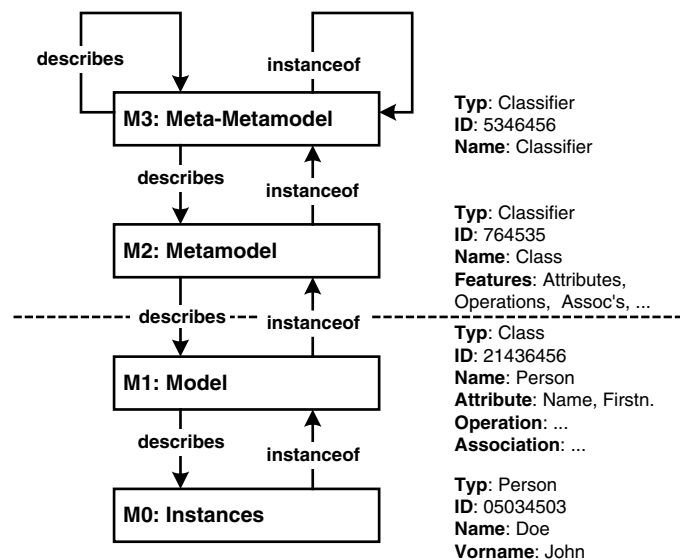 describes
instanceof
M3: Meta-Metamodel
Typ: Classifier
ID: 5346456
Name: Classifier
describes
instanceof
M2: Metamodel
Typ: Classifier
ID: 764535
Name: Class
Features: Attributes,
Operations, Assoc's, ...
describes
instanceof
M1: Model
Typ: Class
ID: 21436456
Name: Person
Attribute: Name, Firstn.
Operation: ...
Association: ...
describes
instanceof
M0: Instances
Typ: Person
ID: 05034503
Name: Doe
Vorname: John